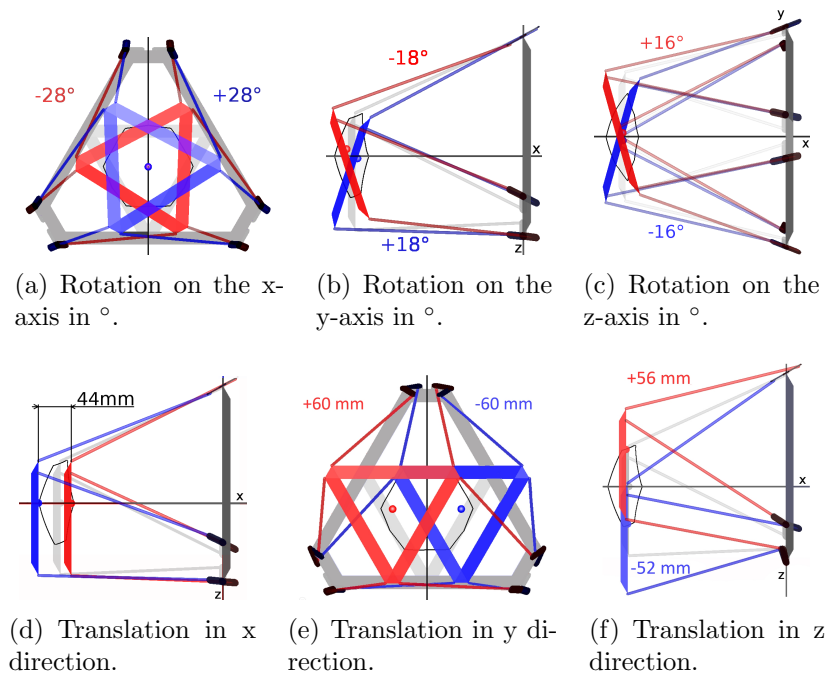 -28°
+28°
-18°
x
+18°
z
y
+16°
x
-16°
(a) Rotation on the x-
axis in °.
(b) Rotation on the
y-axis in °.
(c) Rotation on the
z-axis in °.
44mm
x
z
+60 mm
-60 mm
+56 mm
x
-52 mm
z
(d) Translation in x
direction.
(e) Translation in y di-
rection.
(f) Translation in z
direction.